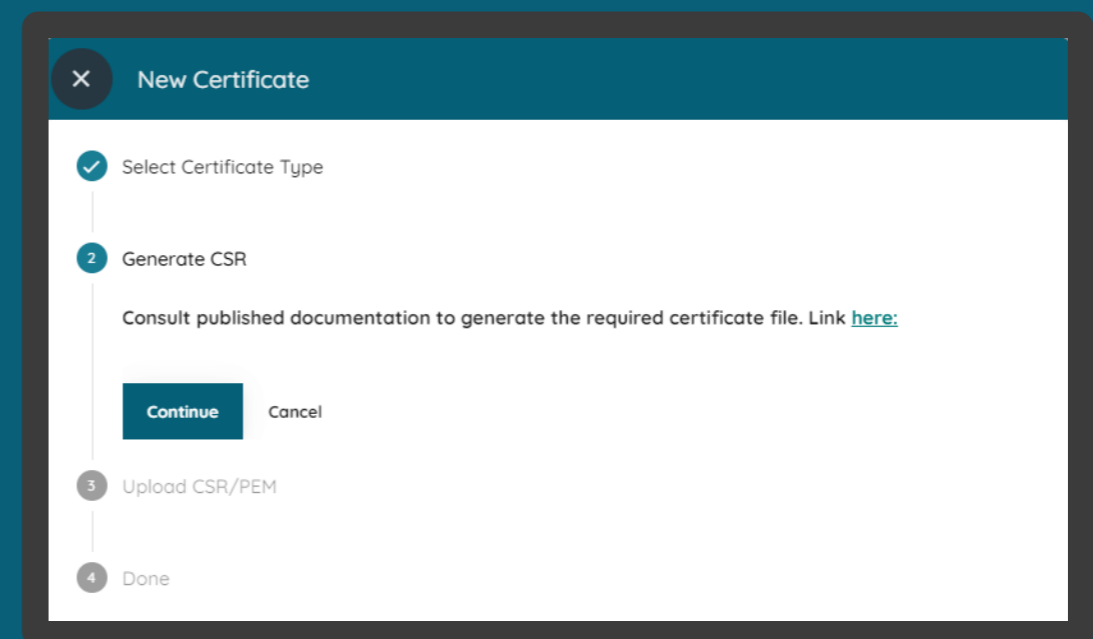 New Certificate
Select Certificate Type
2 Generate CSR
Consult published documentation to generate the required certificate file. Link here:
Continue Cancel
3 Upload CSR/PEM
4 Done